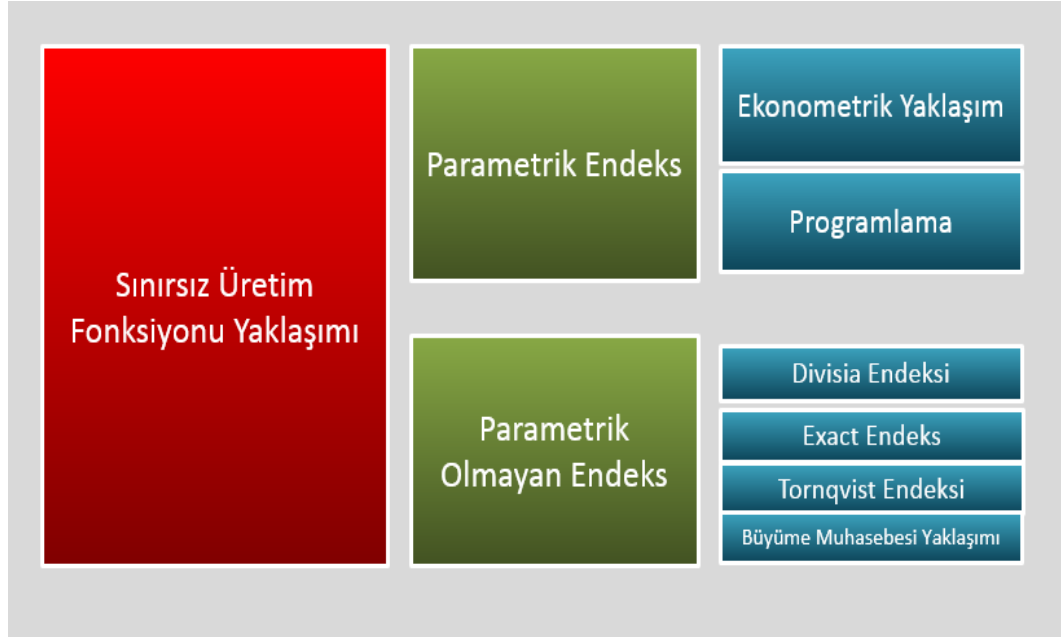 Sınırsız Üretim
Fonksiyonu Yaklaşımı
Parametrik Endeks
Ekonometrik Yaklaşım
Programlama
Parametrik
Olmayan Endeks
Divisia Endeksi
Exact Endeks
Tornqvist Endeksi
Büyüme Muhasebesi Yaklaşımı